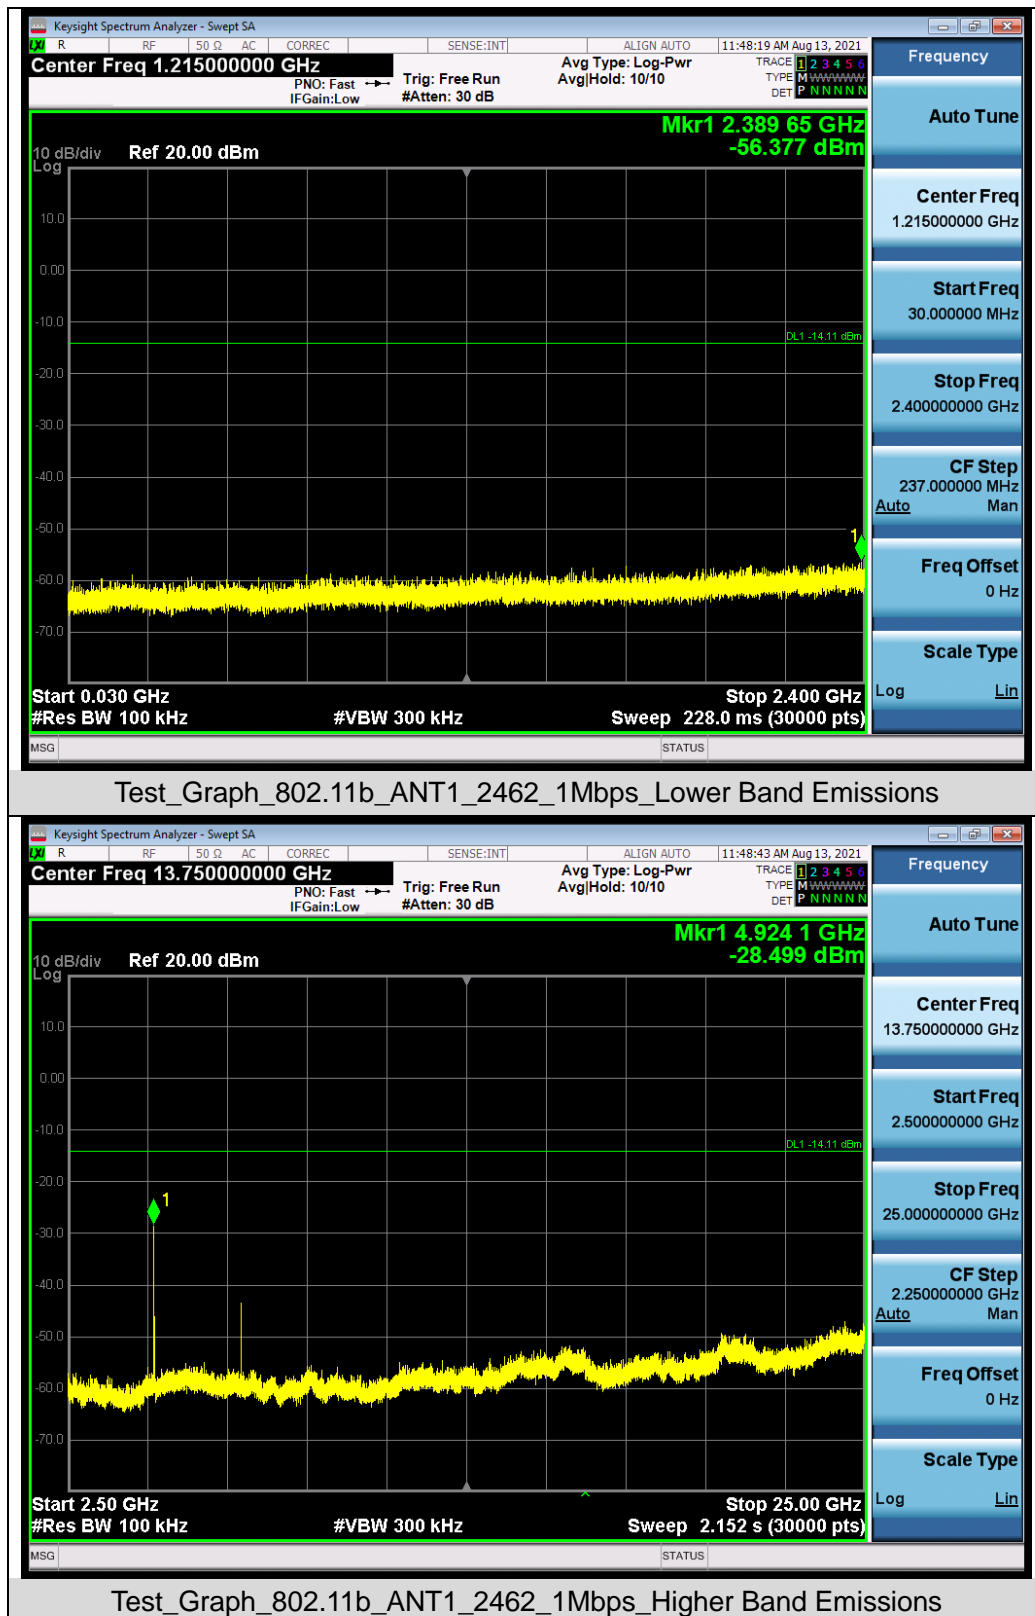 Keysight Spectrum Analyzer - Swept SA
LXI R RF 50 Ω AC CORREC SENSE:INT ALIGN AUTO 11:48:19 AM Aug 13, 2021
Center Freq 1.215000000 GHz
PNO: Fast
IFGain:Low
Trig: Free Run
#Atten: 30 dB
Avg Type: Log-Pwr
Avg|Hold: 10/10
TRACE 1 2 3 4 5 6
TYPE M WWWWW
DET P N N N N N
Mkr1 2.389 65 GHz
-56.377 dBm
10 dB/div Ref 20.00 dBm
Log
10.0
0.00
-10.0
DL1 -14.11 dBm
-20.0
-30.0
-40.0
-50.0
1
-60.0
-70.0
Start 0.030 GHz Stop 2.400 GHz
#Res BW 100 kHz #VBW 300 kHz Sweep 228.0 ms (30000 pts)
MSG STATUS
Frequency
Auto Tune
Center Freq
1.215000000 GHz
Start Freq
30.000000 MHz
Stop Freq
2.400000000 GHz
CF Step
237.000000 MHz
Auto Man
Freq Offset
0 Hz
Scale Type
Log Lin
Test_Graph_802.11b_ANT1_2462_1Mbps_Lower Band Emissions
Keysight Spectrum Analyzer - Swept SA
LXI R RF 50 Ω AC CORREC SENSE:INT ALIGN AUTO 11:48:43 AM Aug 13, 2021
Center Freq 13.750000000 GHz
PNO: Fast
IFGain:Low
Trig: Free Run
#Atten: 30 dB
Avg Type: Log-Pwr
Avg|Hold: 10/10
TRACE 1 2 3 4 5 6
TYPE M WWWWW
DET P N N N N N
Mkr1 4.924 1 GHz
-28.499 dBm
10 dB/div Ref 20.00 dBm
Log
10.0
0.00
-10.0
DL1 -14.11 dBm
-20.0
1
-30.0
-40.0
-50.0
-60.0
-70.0
Start 2.50 GHz Stop 25.00 GHz
#Res BW 100 kHz #VBW 300 kHz Sweep 2.152 s (30000 pts)
MSG STATUS
Frequency
Auto Tune
Center Freq
13.750000000 GHz
Start Freq
2.500000000 GHz
Stop Freq
25.000000000 GHz
CF Step
2.250000000 GHz
Auto Man
Freq Offset
0 Hz
Scale Type
Log Lin
Test_Graph_802.11b_ANT1_2462_1Mbps_Higher Band Emissions